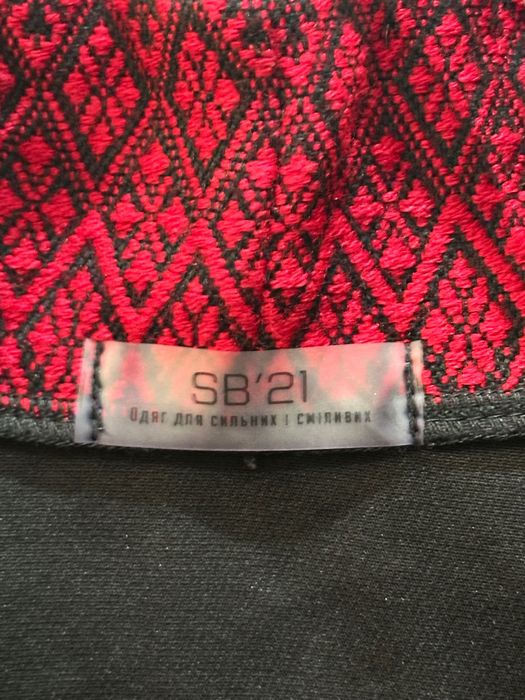 SB'21
Одяг для сильних і сміливих